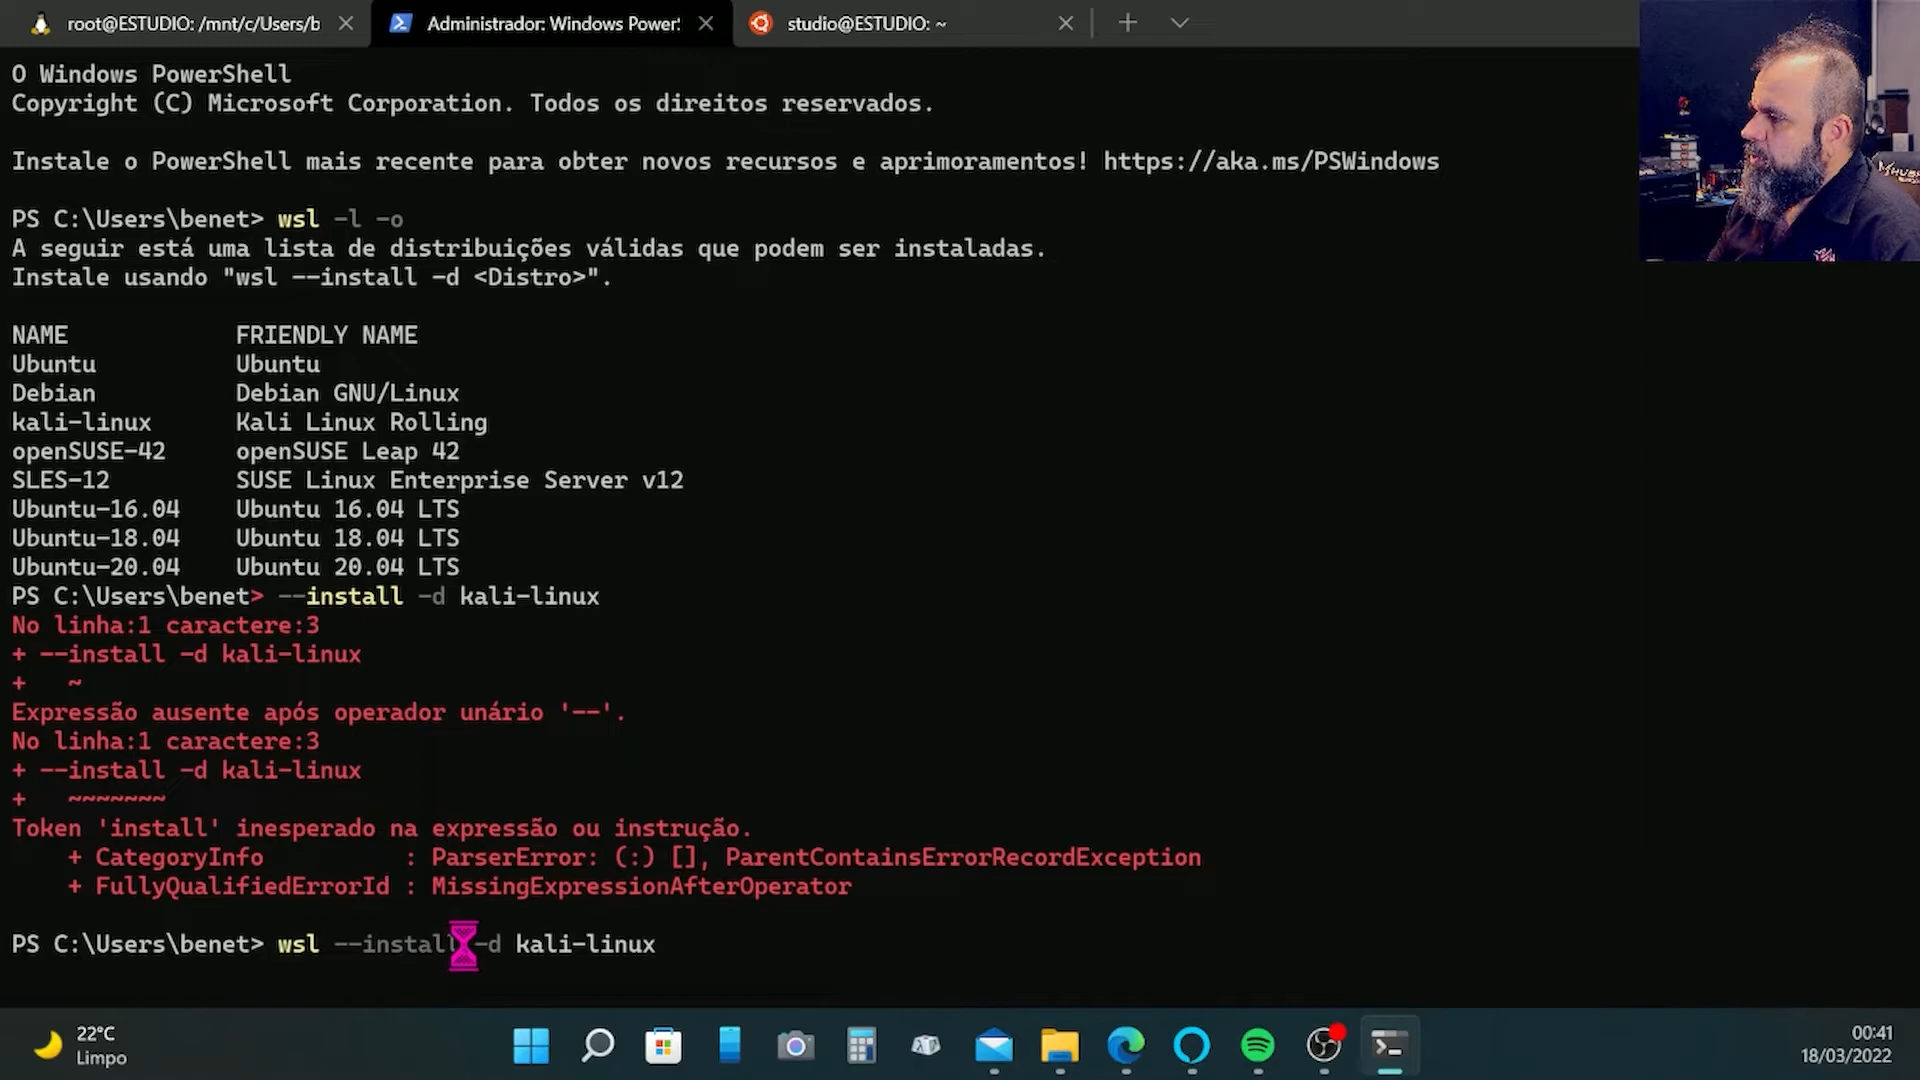 root@ESTUDIO: /mnt/c/Users/b
Administrador: Windows Power
studio@ESTUDIO: ~
O Windows PowerShell
Copyright (C) Microsoft Corporation. Todos os direitos reservados.
Instale o PowerShell mais recente para obter novos recursos e aprimoramentos! https://aka.ms/PSWindows
PS C:\Users\benet> wsl -l -o
A seguir está uma lista de distribuições válidas que podem ser instaladas.
Instale usando "wsl --install -d <Distro>".
NAME FRIENDLY NAME
Ubuntu Ubuntu
Debian Debian GNU/Linux
kali-linux Kali Linux Rolling
openSUSE-42 openSUSE Leap 42
SLES-12 SUSE Linux Enterprise Server v12
Ubuntu-16.04 Ubuntu 16.04 LTS
Ubuntu-18.04 Ubuntu 18.04 LTS
Ubuntu-20.04 Ubuntu 20.04 LTS
PS C:\Users\benet> --install -d kali-linux
No linha:1 caractere:3
+ --install -d kali-linux
+   ~
Expressão ausente após operador unário '--'.
No linha:1 caractere:3
+ --install -d kali-linux
+   ~~~~~~~
Token 'install' inesperado na expressão ou instrução.
+ CategoryInfo : ParserError: (:) [], ParentContainsErrorRecordException
+ FullyQualifiedErrorId : MissingExpressionAfterOperator
PS C:\Users\benet> wsl --install -d kali-linux
22°C
Limpo
00:41
18/03/2022